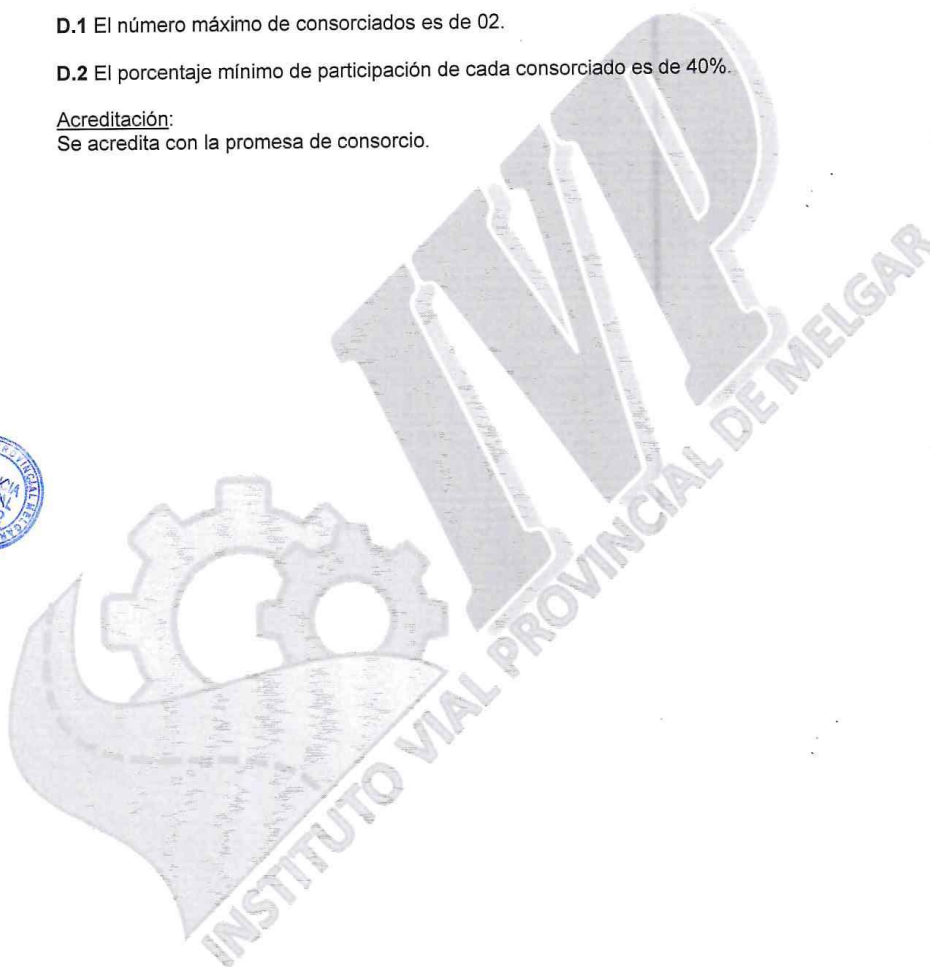 D.1 El número máximo de consorciados es de 02.
D.2 El porcentaje mínimo de participación de cada consorciado es de 40%.
Acreditación:
Se acredita con la promesa de consorcio.
IVP
INSTITUTO VIAL PROVINCIAL DE MELGAR